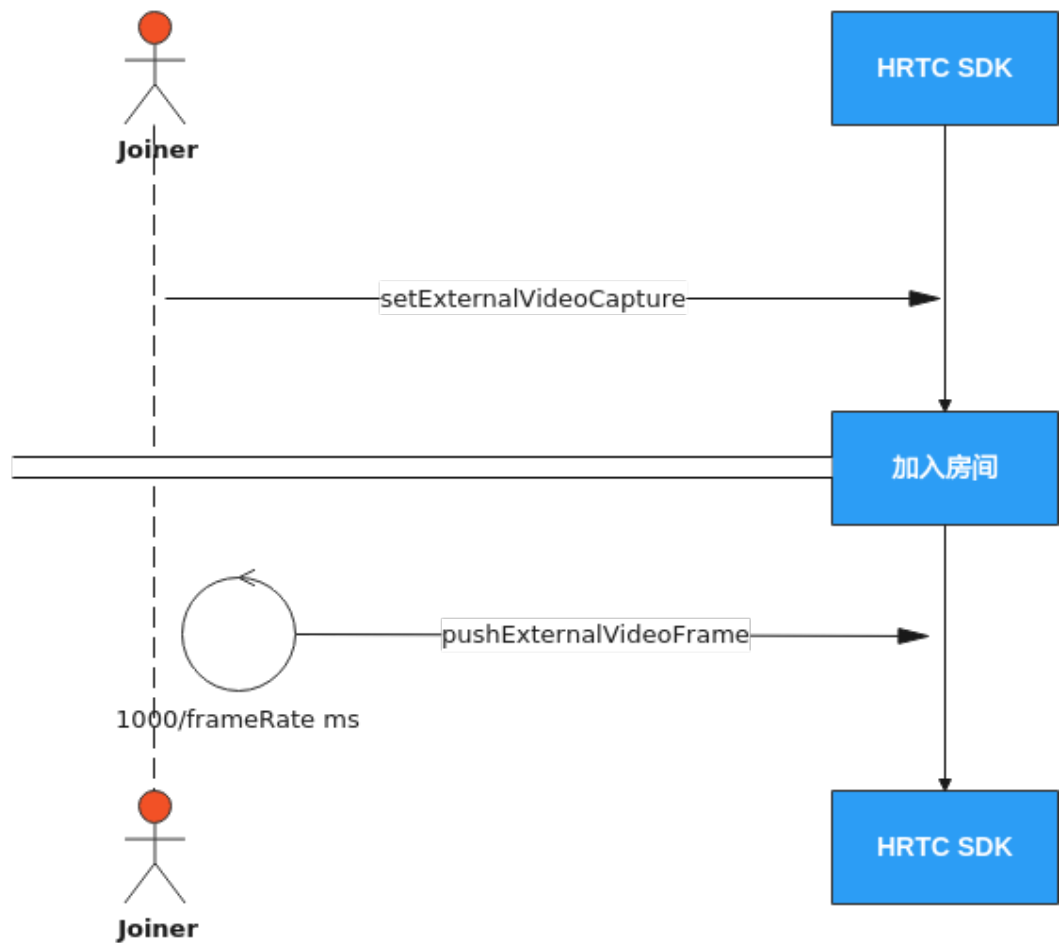 HRTC SDK
Joiner
setExternalVideoCapture
加入房间
pushExternalVideoFrame
1000/frameRate ms
HRTC SDK
Joiner